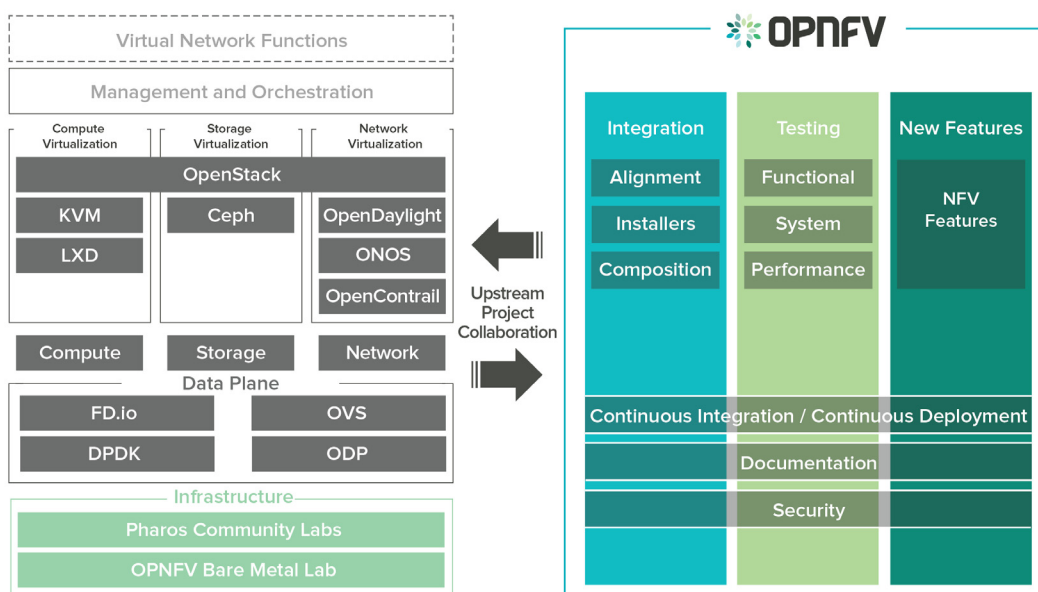 Virtual Network Functions
Management and Orchestration
Compute
Virtualization
Storage
Virtualization
Network
Virtualization
OpenStack
KVM
Ceph
OpenDaylight
LXD
ONOS
OpenContrail
Compute
Storage
Network
Data Plane
FD.io
OVS
DPDK
ODP
Infrastructure
Pharos Community Labs
OPNFV Bare Metal Lab
Upstream
Project
Collaboration
OPNFV
Integration
Testing
New Features
Alignment
Functional
NFV
Features
Installers
System
Composition
Performance
Continuous Integration / Continuous Deployment
Documentation
Security